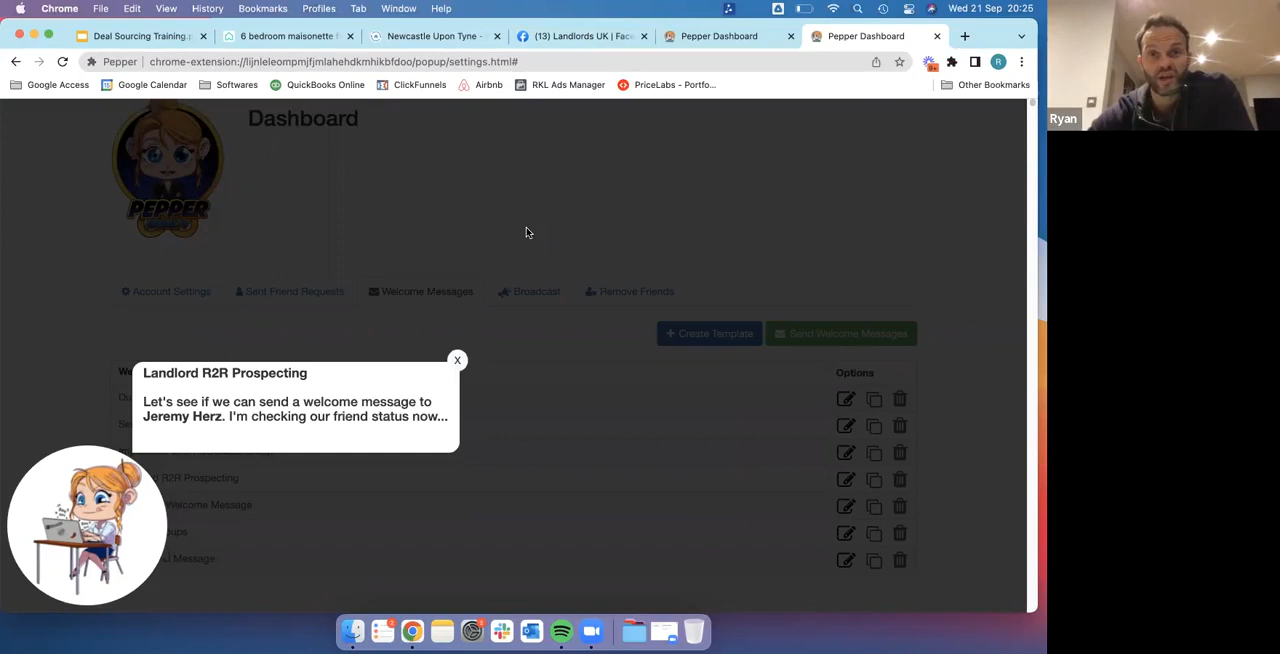 Chrome File Edit View History Bookmarks Profiles Tab Window Help Wed 21 Sep 20:25
Deal Sourcing Training.p 6 bedroom maisonette f Newcastle Upon Tyne - (13) Landlords UK | Fac Pepper Dashboard Pepper Dashboard
Pepper chrome-extension://lijnleleompmjfjmlahehdkmhikbfdoo/popup/settings.html#
Google Access Google Calendar Softwares QuickBooks Online ClickFunnels Airbnb RKL Ads Manager PriceLabs - Portfo... Other Bookmarks
Ryan
Dashboard
PEPPER
Account Settings Sent Friend Requests Welcome Messages Broadcast Remove Friends
+ Create Template Send Welcome Messages
Options
X
Landlord R2R Prospecting
Let's see if we can send a welcome message to
Jeremy Herz. I'm checking our friend status now...
d R2R Prospecting
Welcome Message
oups
Message